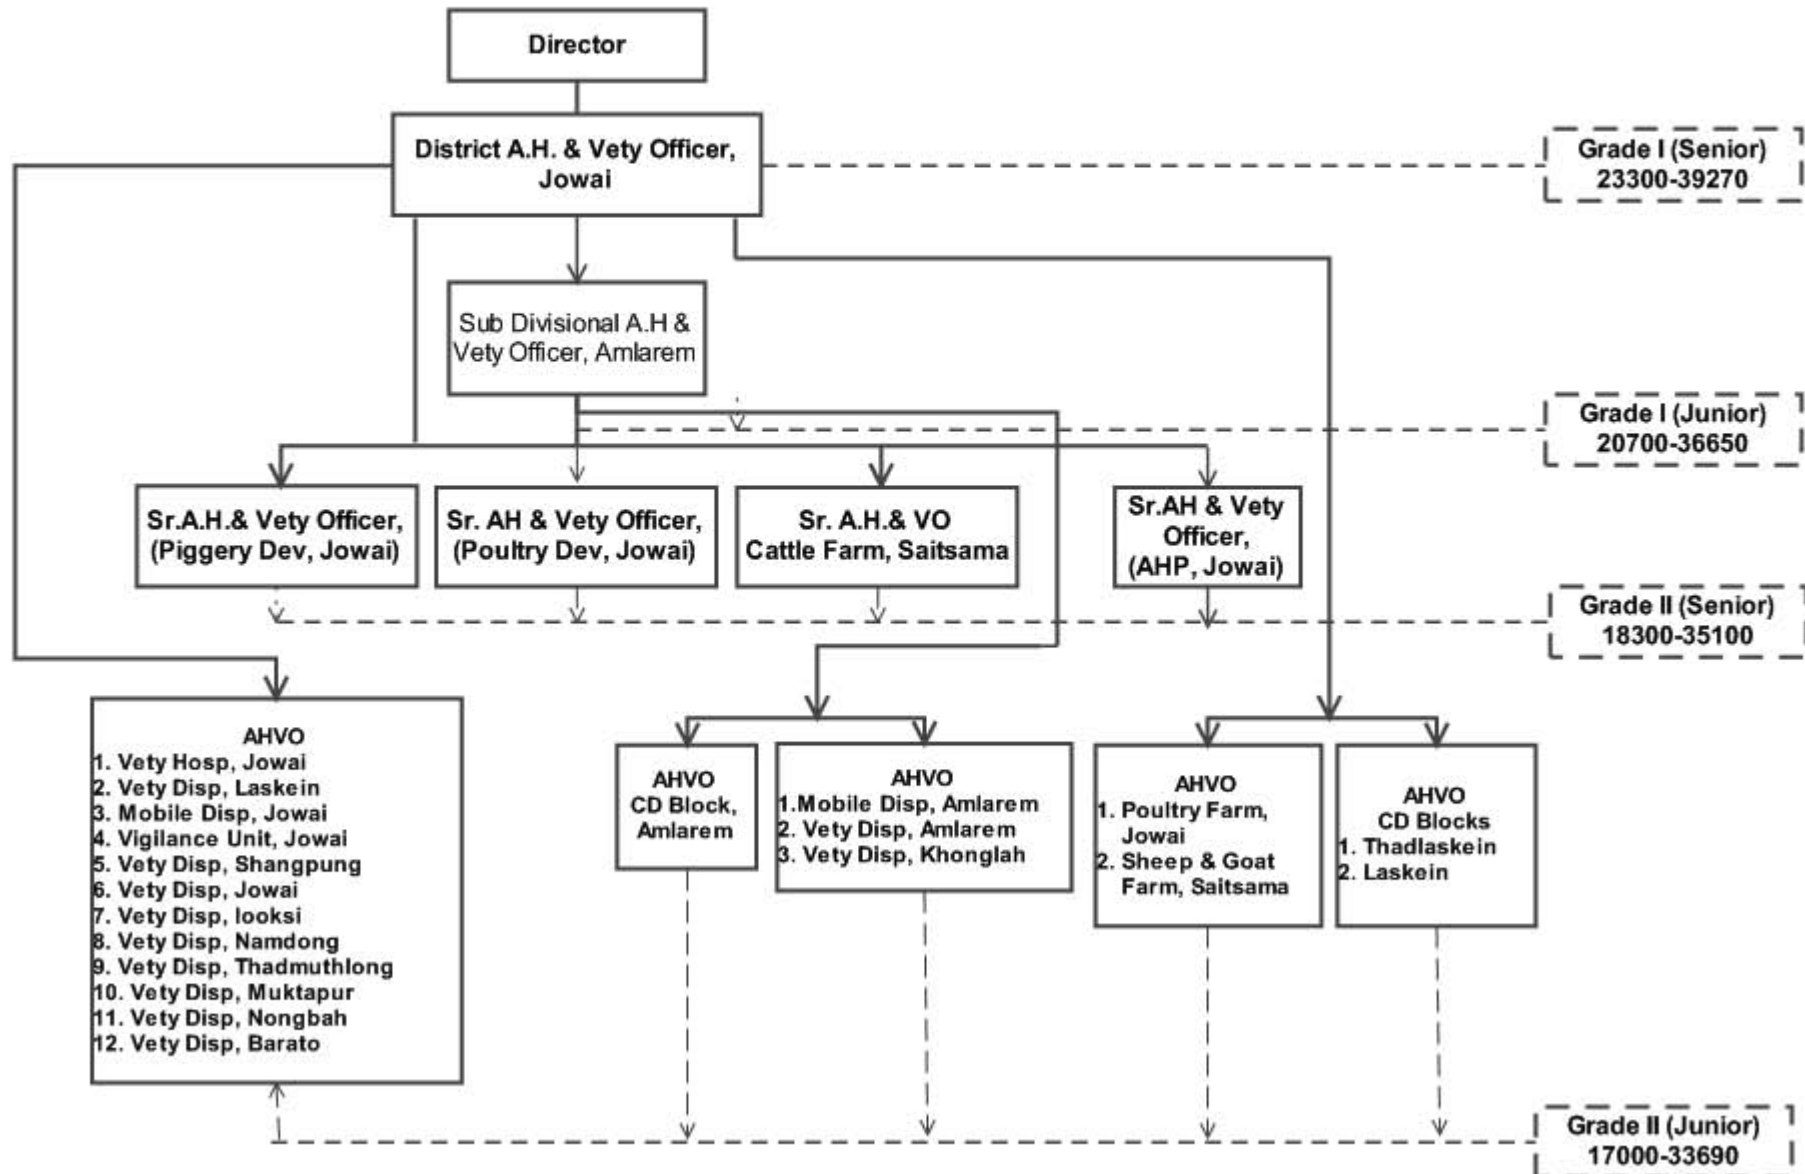 Director
District A.H. & Vety Officer,
Jowai
Grade I (Senior)
23300-39270
Sub Divisional A.H &
Vety Officer, Amlarem
Grade I (Junior)
20700-36650
Sr.A.H.& Vety Officer,
(Piggery Dev, Jowai)
Sr. AH & Vety Officer,
(Poultry Dev, Jowai)
Sr. A.H.& VO
Cattle Farm, Saitsama
Sr.AH & Vety
Officer,
(AHP, Jowai)
Grade II (Senior)
18300-35100
AHVO
1. Vety Hosp, Jowai
2. Vety Disp, Laskein
3. Mobile Disp, Jowai
4. Vigilance Unit, Jowai
5. Vety Disp, Shangpung
6. Vety Disp, Jowai
7. Vety Disp, Iooksi
8. Vety Disp, Namdong
9. Vety Disp, Thadmuthlong
10. Vety Disp, Muktapur
11. Vety Disp, Nongbah
12. Vety Disp, Barato
AHVO
CD Block,
Amlarem
AHVO
1.Mobile Disp, Amlarem
2. Vety Disp, Amlarem
3. Vety Disp, Khonglah
AHVO
1. Poultry Farm,
Jowai
2. Sheep & Goat
Farm, Saitsama
AHVO
CD Blocks
1. Thadlaskein
2. Laskein
Grade II (Junior)
17000-33690